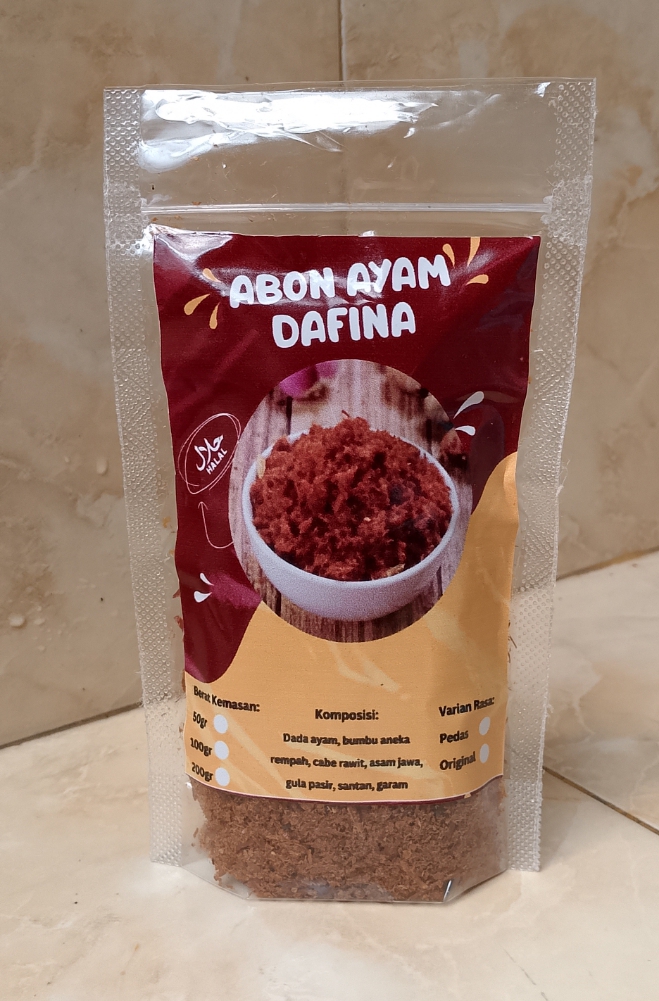 ABON AYAM
DAFINA
حلال
HALAL
Berat Kemasan:
50gr
100gr
200gr
Komposisi:
Dada ayam, bumbu aneka
rempah, cabe rawit, asam jawa,
gula pasir, santan, garam
Varian Rasa:
Pedas
Original